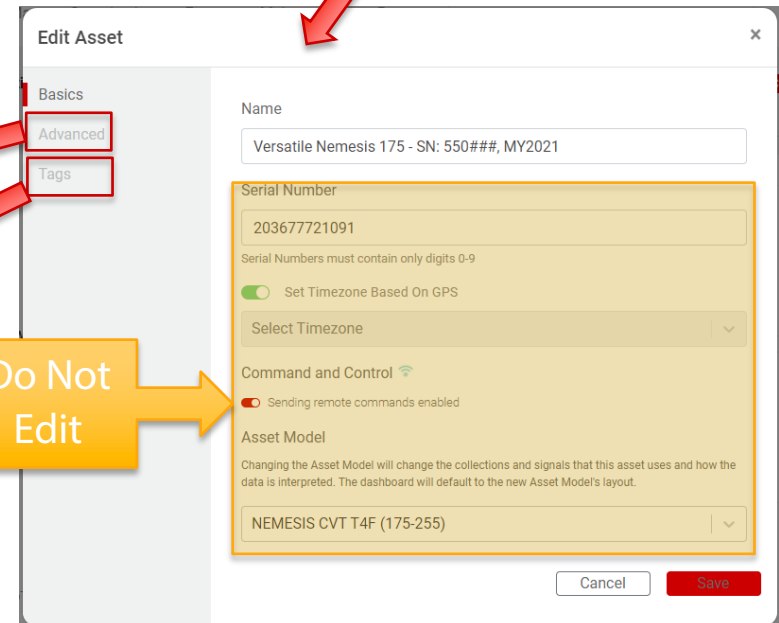 Edit Asset
×
Basics
Advanced
Tags
Name
Versatile Nemesis 175 - SN: 550###, MY2021
Serial Number
203677721091
Serial Numbers must contain only digits 0-9
Set Timezone Based On GPS
Select Timezone
Do Not
Edit
Command and Control
Sending remote commands enabled
Asset Model
Changing the Asset Model will change the collections and signals that this asset uses and how the
data is interpreted. The dashboard will default to the new Asset Model's layout.
NEMESIS CVT T4F (175-255)
Cancel
Save